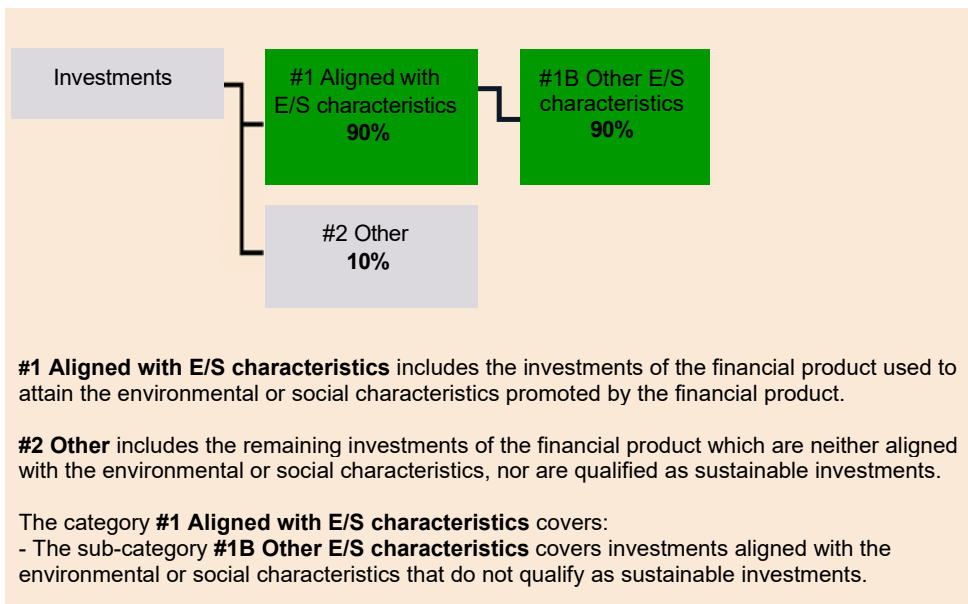 Investments
#1 Aligned with
E/S characteristics
90%
#1B Other E/S
characteristics
90%
#2 Other
10%
#1 Aligned with E/S characteristics includes the investments of the financial product used to
attain the environmental or social characteristics promoted by the financial product.
#2 Other includes the remaining investments of the financial product which are neither aligned
with the environmental or social characteristics, nor are qualified as sustainable investments.
The category #1 Aligned with E/S characteristics covers:
- The sub-category #1B Other E/S characteristics covers investments aligned with the
environmental or social characteristics that do not qualify as sustainable investments.